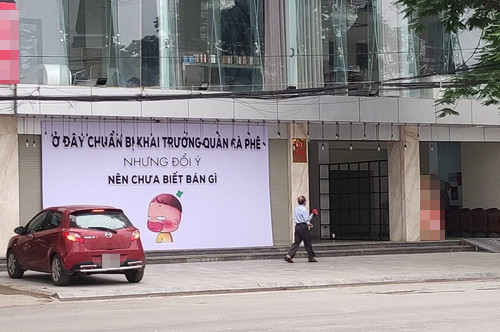 Ở ĐÂY CHUẨN BỊ KHAI TRƯƠNG QUÁN CÀ PHÊ
NHƯNG ĐỔI Ý
NÊN CHƯA BIẾT BÁN GÌ